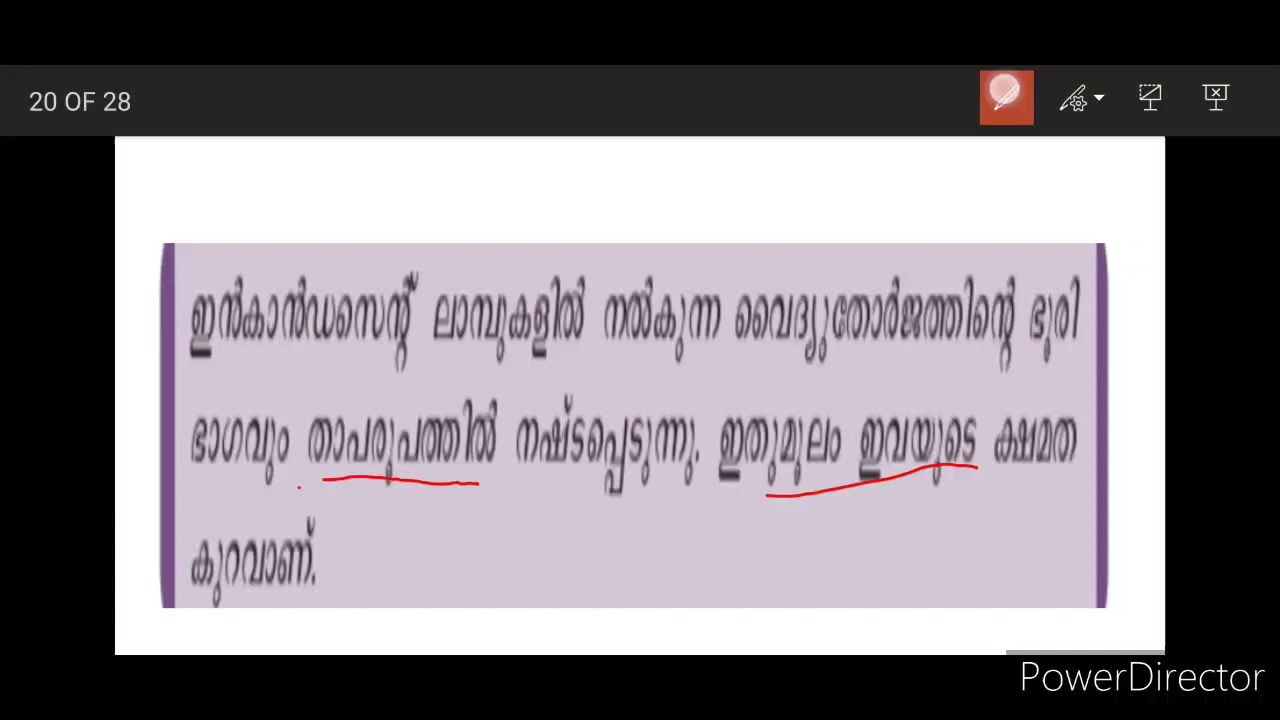 20 OF 28
ഇൻകാൻഡസെന്റ് ലാമ്പുകളിൽ നൽകുന്ന വൈദ്യുതോർജത്തിന്റെ ഭൂരി
ഭാഗവും താപരൂപത്തിൽ നഷ്ടപ്പെടുന്നു. ഇതുമൂലം ഇവയുടെ ക്ഷമത
കുറവാണ്.
PowerDirector